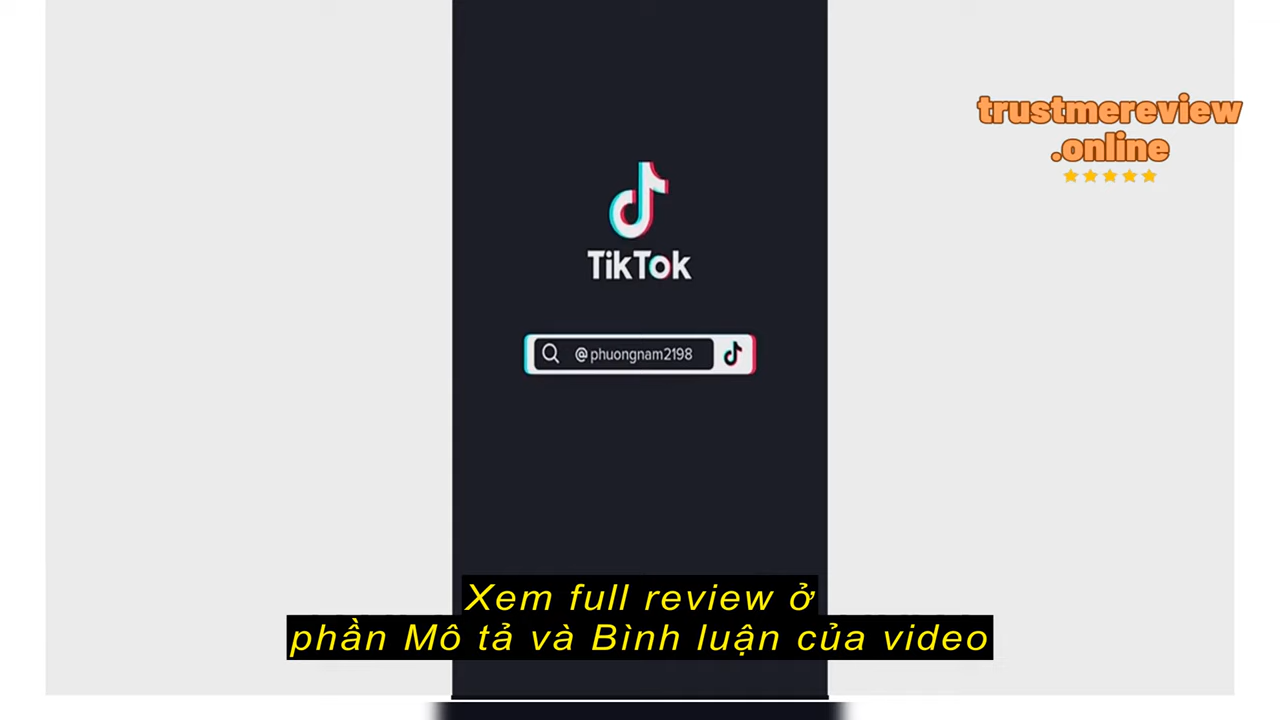 trustmereview
.online
TikTok
@phuongnam2198
Xem full review ở
phần Mô tả và Bình luận của video